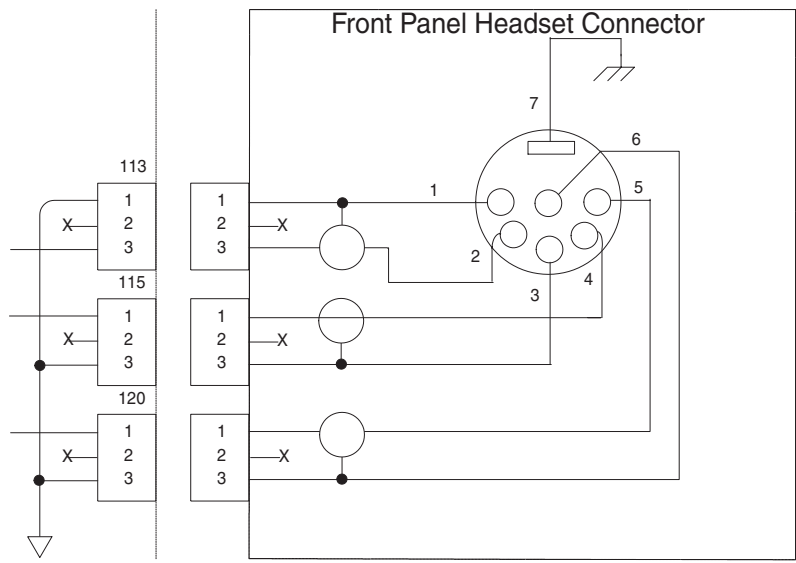 Front Panel Headset Connector
7
6
113
5
1 1 1
X 2 2 X
3 3
2
4
115
3
1 1
X 2 2 X
3 3
120
1 1
X 2 2 X
3 3